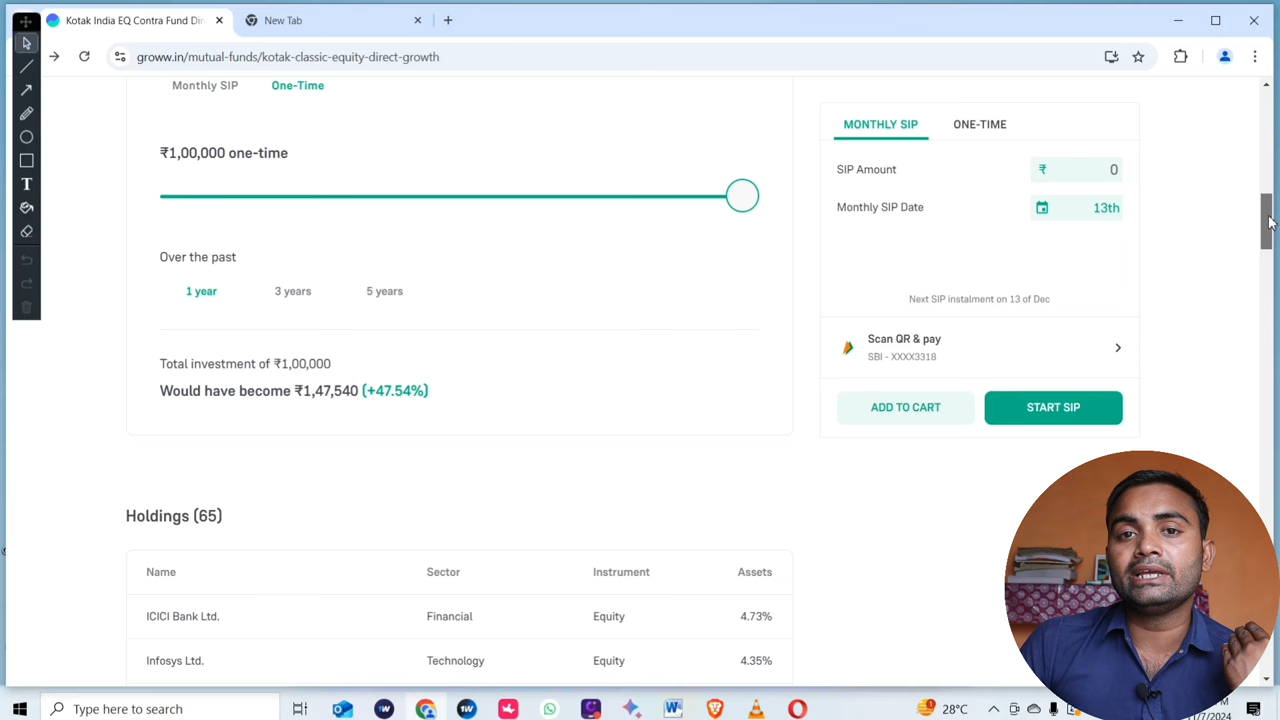 Kotak India EQ Contra Fund Dir
New Tab
groww.in/mutual-funds/kotak-classic-equity-direct-growth
Monthly SIP One-Time
₹1,00,000 one-time
Over the past
1 year 3 years 5 years
Total investment of ₹1,00,000
Would have become ₹1,47,540 (+47.54%)
MONTHLY SIP ONE-TIME
SIP Amount ₹ 0
Monthly SIP Date 13th
Next SIP instalment on 13 of Dec
Scan QR & pay
SBI - XXXX3318
ADD TO CART START SIP
Holdings (65)
Name Sector Instrument Assets
ICICI Bank Ltd. Financial Equity 4.73%
Infosys Ltd. Technology Equity 4.35%
T
Type here to search
28°C